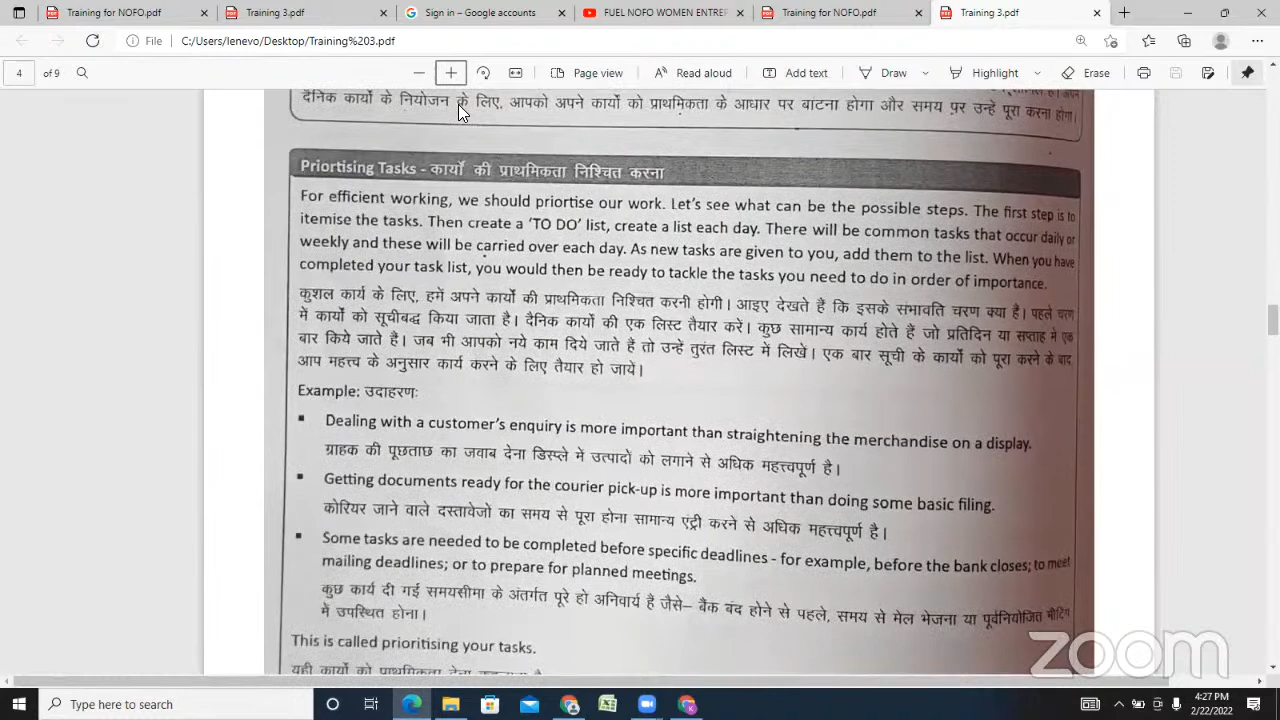 Training for NOFO.pdf
Training 3.pdf
Sign in – Google accounts
FUEL NOFO WOMEN ENTREF
Training for NOFO.pdf
Training 3.pdf
File
C:/Users/lenevo/Desktop/Training%203.pdf
4
of 9
Page view
Read aloud
Add text
Draw
Highlight
Erase
दैनिक कार्यों के नियोजन के लिए, आपको अपने कार्यों को प्राथमिकता के आधार पर बांटना होगा और समय पर उन्हें पूरा करना होगा।
Priortising Tasks - कार्यों की प्राथमिकता निश्चित करना
For efficient working, we should priortise our work. Let's see what can be the possible steps. The first step is to
itemise the tasks. Then create a 'TO DO' list, create a list each day. There will be common tasks that occur daily or
weekly and these will be carried over each day. As new tasks are given to you, add them to the list. When you have
completed your task list, you would then be ready to tackle the tasks you need to do in order of importance.
कुशल कार्य के लिए, हमें अपने कार्यों की प्राथमिकता निश्चित करनी होगी। आइए देखते हैं कि इसके संभावति चरण क्या हैं। पहले चरण
में कार्यों को सूचीबद्ध किया जाता है। दैनिक कार्यों की एक लिस्ट तैयार करें। कुछ सामान्य कार्य होते हैं जो प्रतिदिन या सप्ताह में एक
बार किये जाते हैं। जब भी आपको नये काम दिये जाते हैं तो उन्हें तुरंत लिस्ट में लिखें। एक बार सूची के कार्यों को पूरा करने के बाद,
आप महत्त्व के अनुसार कार्य करने के लिए तैयार हो जायें।
Example: उदाहरणः
▪ Dealing with a customer's enquiry is more important than straightening the merchandise on a display.
ग्राहक की पूछताछ का जवाब देना डिस्प्ले में उत्पादों को लगाने से अधिक महत्त्वपूर्ण है।
▪ Getting documents ready for the courier pick-up is more important than doing some basic filing.
कोरियर जाने वाले दस्तावेजों का समय से पूरा होना सामान्य एंट्री करने से अधिक महत्त्वपूर्ण है।
▪ Some tasks are needed to be completed before specific deadlines - for example, before the bank closes; to meet
mailing deadlines; or to prepare for planned meetings.
कुछ कार्य दी गई समयसीमा के अंतर्गत पूरे हो अनिवार्य है जैसे– बैंक बंद होने से पहले, समय से मेल भेजना या पूर्वनियोजित मीटिंग
में उपस्थित होना।
This is called prioritising your tasks.
यही कार्यों को प्राथमिकता देना
zoom
Type here to search
4:27 PM
2/22/2022